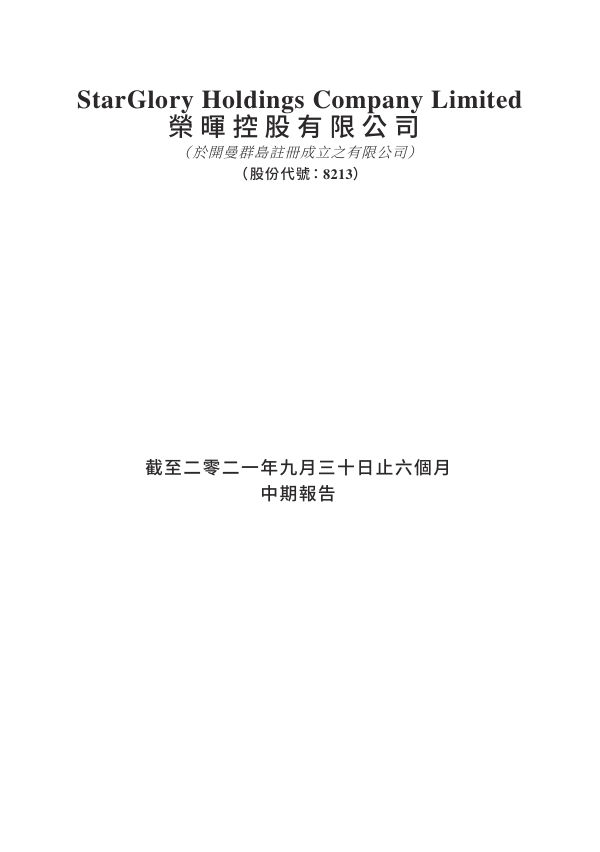 StarGlory Holdings Company Limited
榮暉控股有限公司
（於開曼群島註冊成立之有限公司）
（股份代號：8213）
截至二零二一年九月三十日止六個月
中期報告